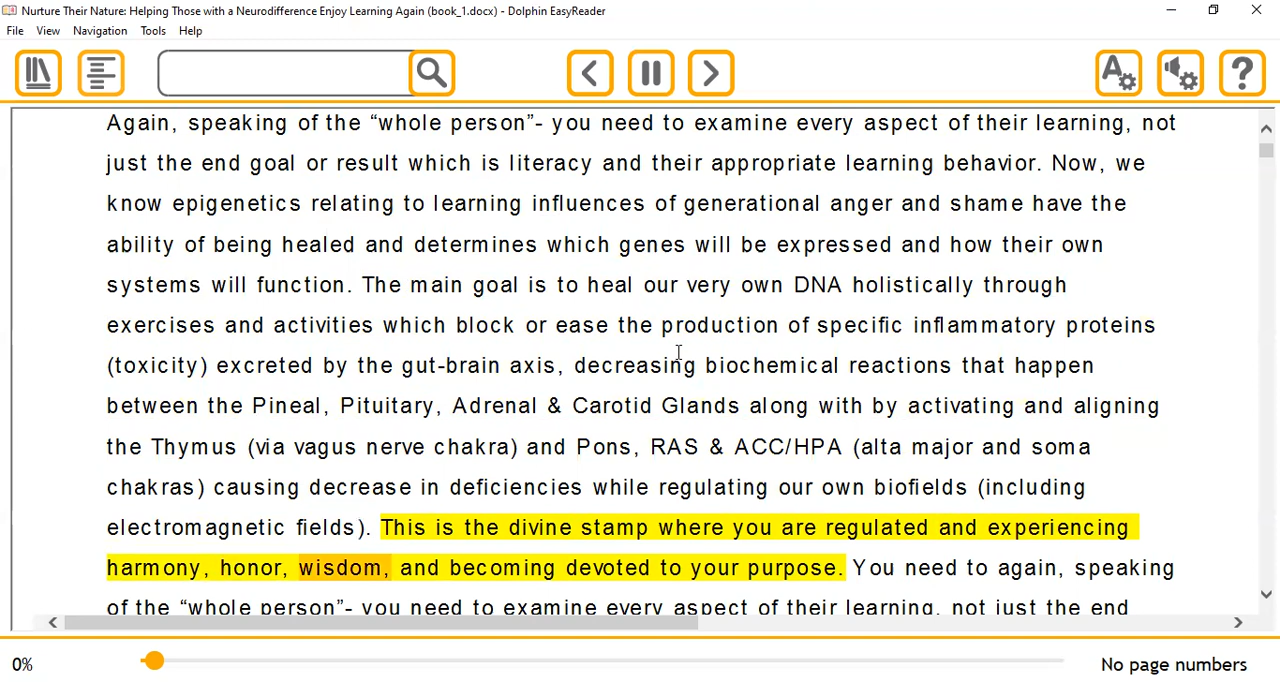 Nurture Their Nature: Helping Those with a Neurodifference Enjoy Learning Again (book_1.docx) - Dolphin EasyReader
File View Navigation Tools Help
Again, speaking of the “whole person”- you need to examine every aspect of their learning, not
just the end goal or result which is literacy and their appropriate learning behavior. Now, we
know epigenetics relating to learning influences of generational anger and shame have the
ability of being healed and determines which genes will be expressed and how their own
systems will function. The main goal is to heal our very own DNA holistically through
exercises and activities which block or ease the production of specific inflammatory proteins
(toxicity) excreted by the gut-brain axis, decreasing biochemical reactions that happen
between the Pineal, Pituitary, Adrenal & Carotid Glands along with by activating and aligning
the Thymus (via vagus nerve chakra) and Pons, RAS & ACC/HPA (alta major and soma
chakras) causing decrease in deficiencies while regulating our own biofields (including
electromagnetic fields). This is the divine stamp where you are regulated and experiencing
harmony, honor, wisdom, and becoming devoted to your purpose. You need to again, speaking
of the “whole person”- you need to examine every aspect of their learning, not just the end
0% No page numbers